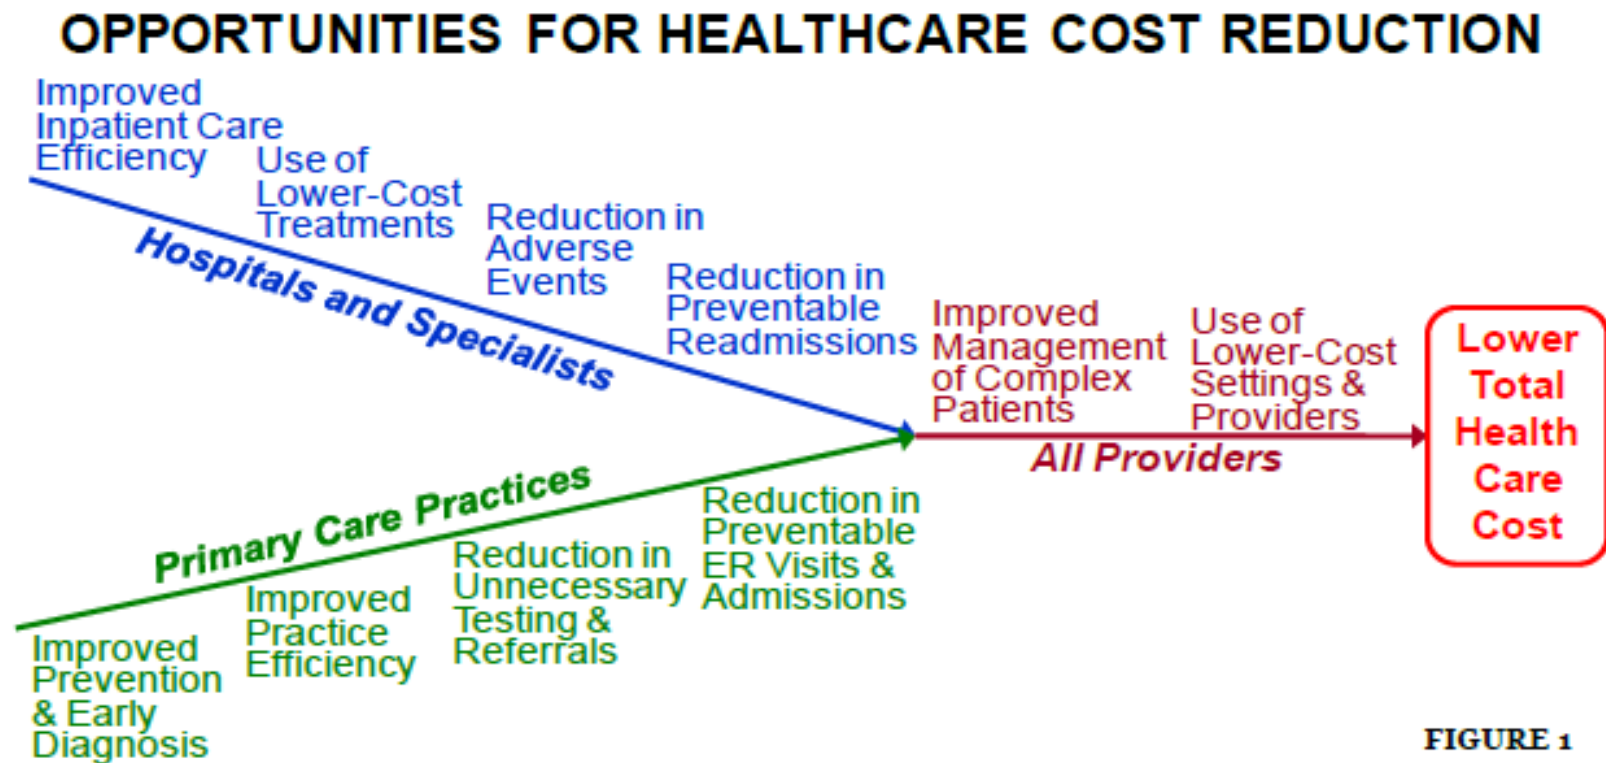 OPPORTUNITIES FOR HEALTHCARE COST REDUCTION
Improved
Inpatient Care
Efficiency
Use of
Lower-Cost
Treatments
Reduction in
Adverse
Events
Reduction in
Preventable
Readmissions
Hospitals and Specialists
Improved
Management
of Complex
Patients
Use of
Lower-Cost
Settings &
Providers
All Providers
Lower
Total
Health
Care
Cost
Primary Care Practices
Improved
Prevention
& Early
Diagnosis
Improved
Practice
Efficiency
Reduction in
Unnecessary
Testing &
Referrals
Reduction in
Preventable
ER Visits &
Admissions
FIGURE 1